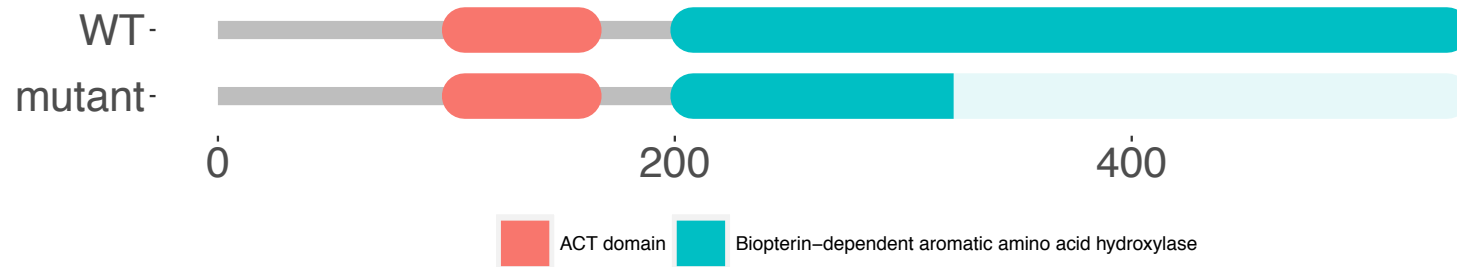 WT
mutant
0 200 400
ACT domain Biopterin−dependent aromatic amino acid hydroxylase